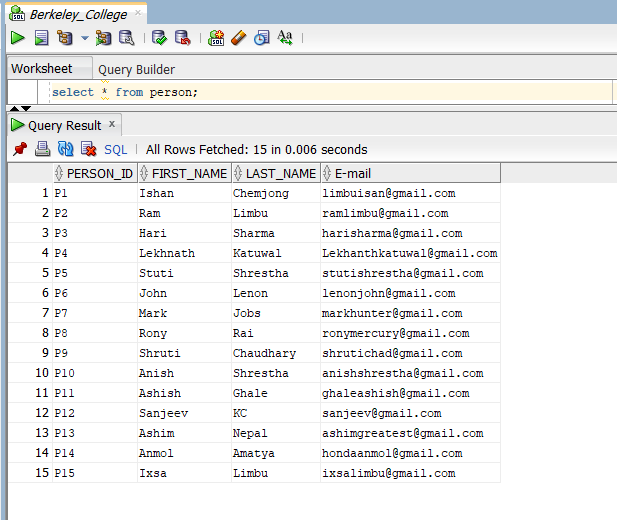 Berkeley_College
SQL
Aa
Worksheet Query Builder
select * from person;
Query Result x
SQL | All Rows Fetched: 15 in 0.006 seconds
PERSON_ID FIRST_NAME LAST_NAME E-mail
1 P1 Ishan Chemjong limbuisan@gmail.com
2 P2 Ram Limbu ramlimbu@gmail.com
3 P3 Hari Sharma harisharma@gmail.com
4 P4 Lekhnath Katuwal Lekhanthkatuwal@gmail.com
5 P5 Stuti Shrestha stutishrestha@gmail.com
6 P6 John Lenon lenonjohn@gmail.com
7 P7 Mark Jobs markhunter@gmail.com
8 P8 Rony Rai ronymercury@gmail.com
9 P9 Shruti Chaudhary shrutichad@gmail.com
10 P10 Anish Shrestha anishshrestha@gmail.com
11 P11 Ashish Ghale ghaleashish@gmail.com
12 P12 Sanjeev KC sanjeev@gmail.com
13 P13 Ashim Nepal ashimgreatest@gmail.com
14 P14 Anmol Amatya hondaanmol@gmail.com
15 P15 Ixsa Limbu ixsalimbu@gmail.com